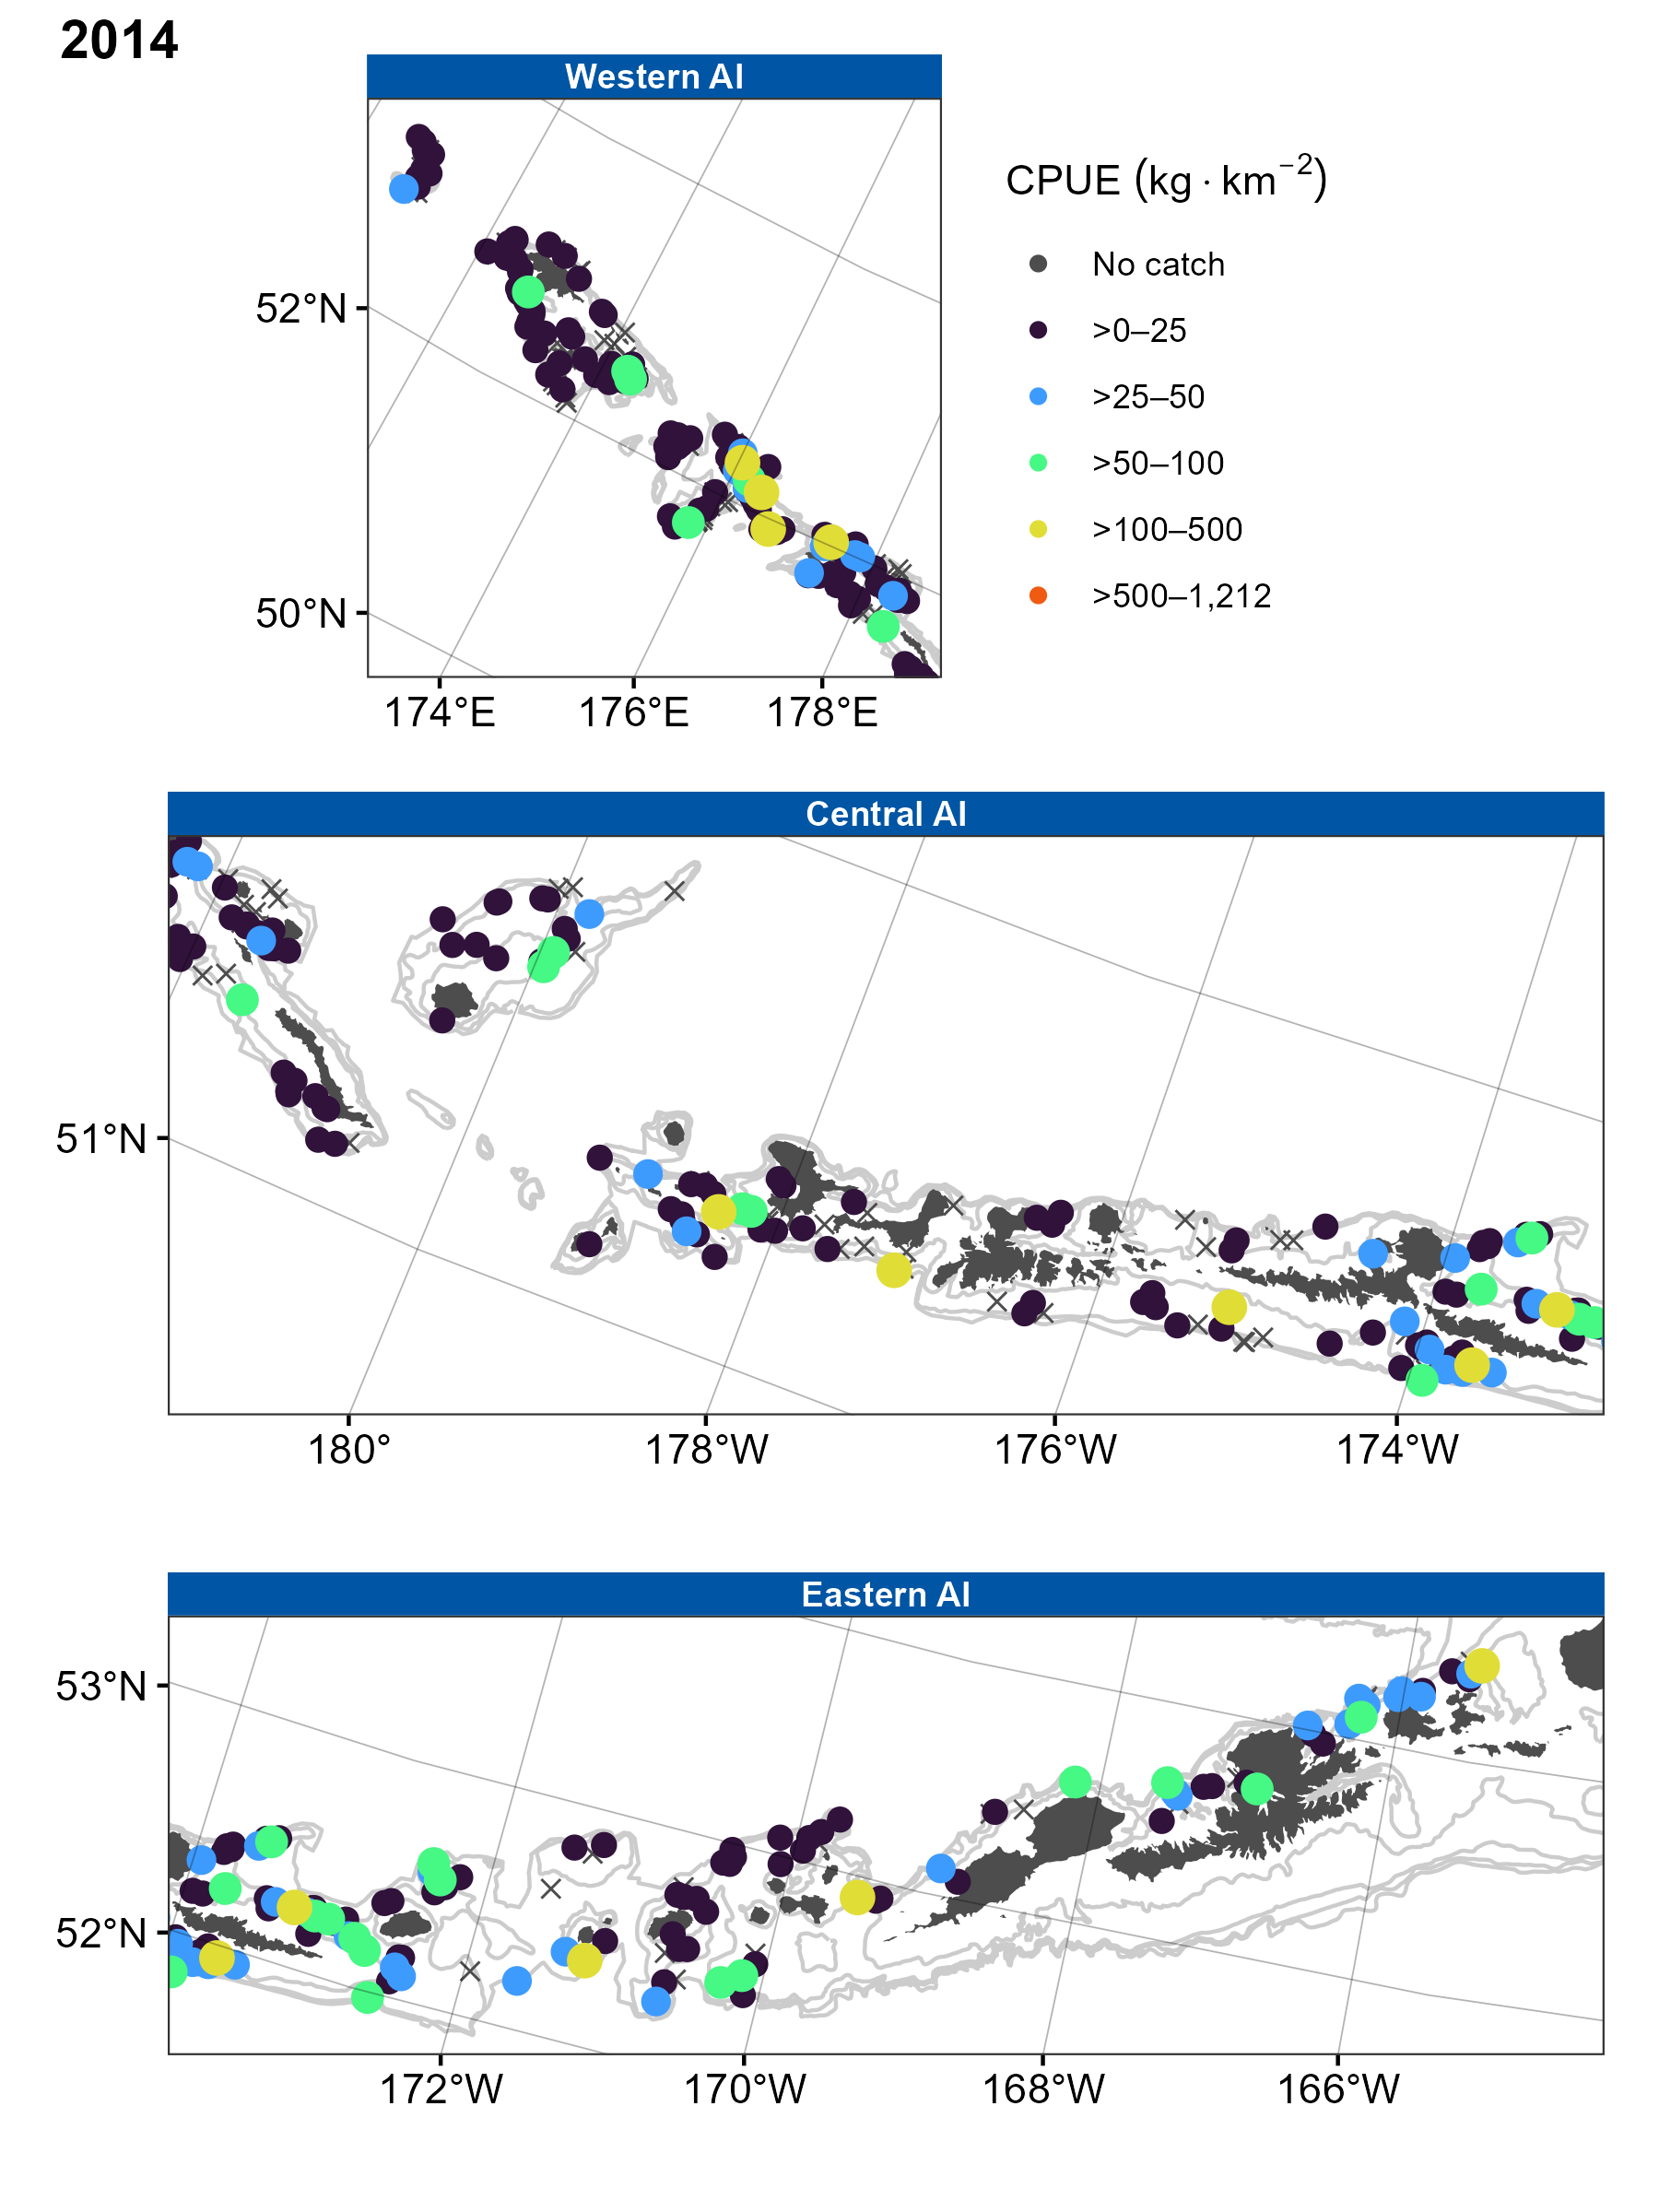 2014
Western AI
CPUE (kg · km⁻²)
No catch
>0–25
>25–50
>50–100
>100–500
>500–1,212
52°N
50°N
174°E 176°E 178°E
Central AI
51°N
180° 178°W 176°W 174°W
Eastern AI
53°N
52°N
172°W 170°W 168°W 166°W